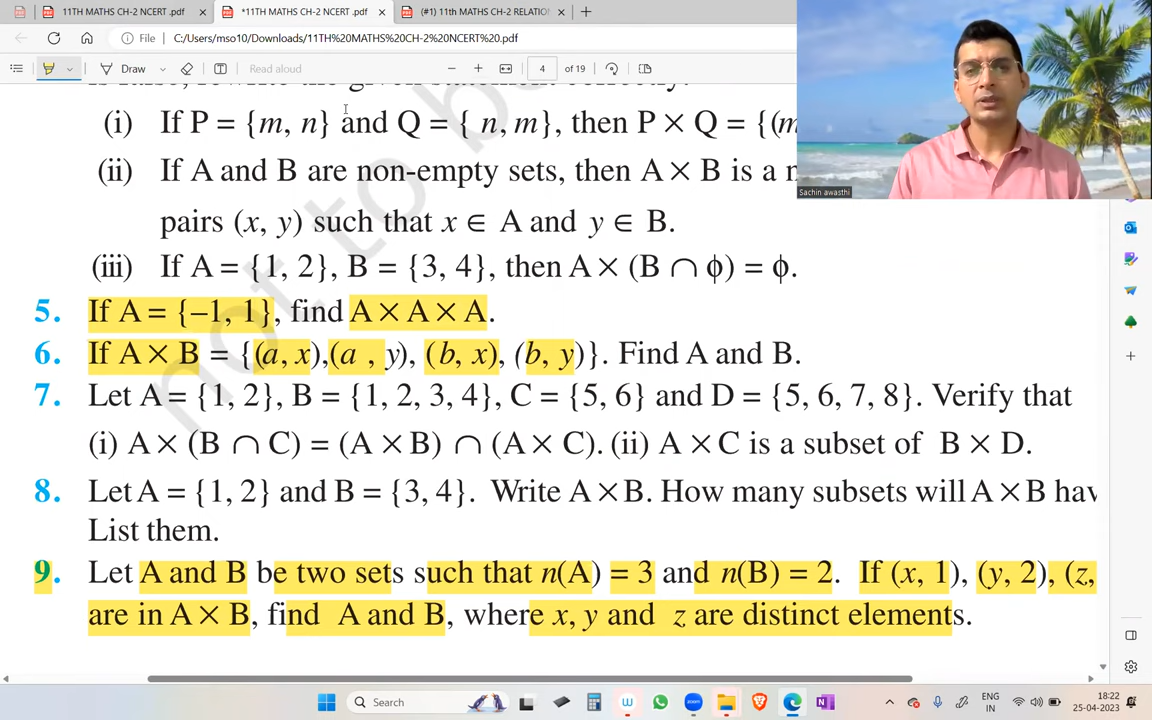 11TH MATHS CH-2 NCERT .pdf
*11TH MATHS CH-2 NCERT .pdf
(#1) 11th MATHS CH-2 RELATIO
File C:/Users/mso10/Downloads/11TH%20MATHS%20CH-2%20NCERT%20.pdf
Draw Read aloud 4 of 19
Sachin awasthi
(i) If P = {m, n} and Q = { n, m}, then P × Q = {(m
(ii) If A and B are non-empty sets, then A × B is a
pairs (x, y) such that x ∈ A and y ∈ B.
(iii) If A = {1, 2}, B = {3, 4}, then A × (B ∩ ϕ) = ϕ.
5. If A = {–1, 1}, find A × A × A.
6. If A × B = {(a, x),(a , y), (b, x), (b, y)}. Find A and B.
7. Let A = {1, 2}, B = {1, 2, 3, 4}, C = {5, 6} and D = {5, 6, 7, 8}. Verify that
(i) A × (B ∩ C) = (A × B) ∩ (A × C). (ii) A × C is a subset of B × D.
8. Let A = {1, 2} and B = {3, 4}. Write A × B. How many subsets will A × B hav
List them.
9. Let A and B be two sets such that n(A) = 3 and n(B) = 2. If (x, 1), (y, 2), (z,
are in A × B, find A and B, where x, y and z are distinct elements.
not to b
Search
ENG
IN
18:22
25-04-2023